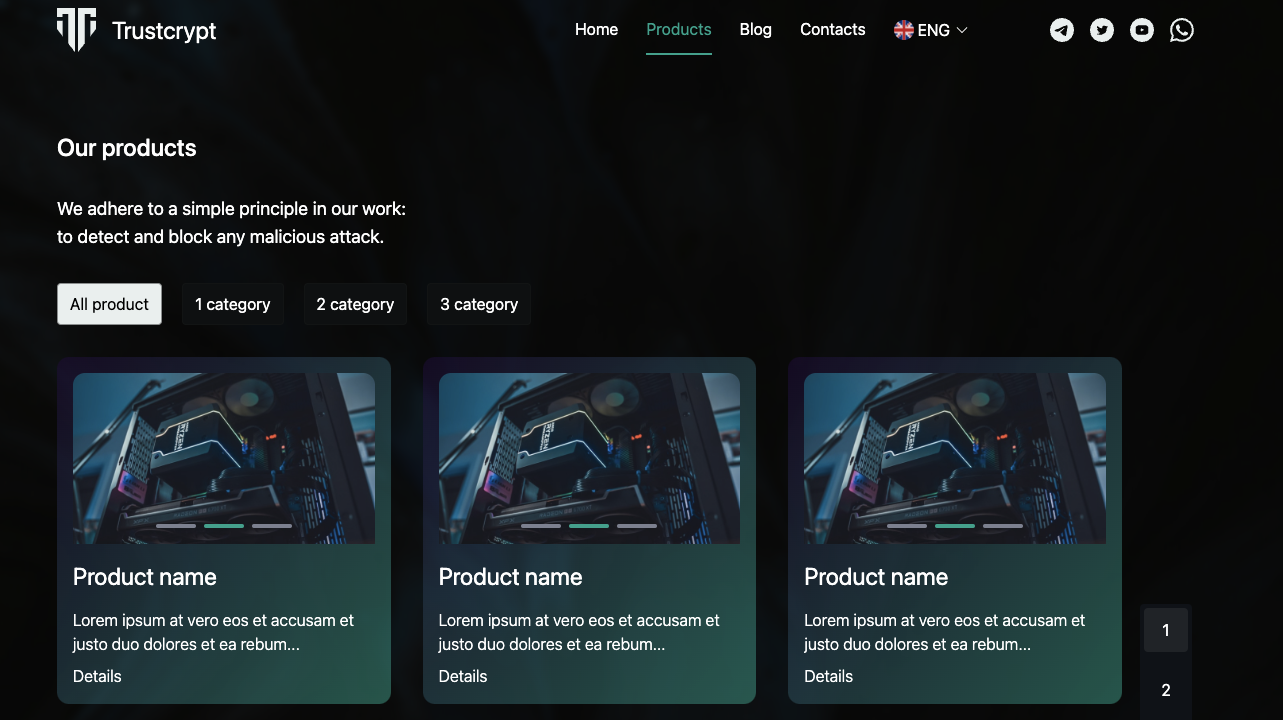 Trustcrypt
Home
Products
Blog
Contacts
ENG
Our products
We adhere to a simple principle in our work:
to detect and block any malicious attack.
All product
1 category
2 category
3 category
RYZEN
RYZEN
RYZEN
Product name
Lorem ipsum at vero eos et accusam et
justo duo dolores et ea rebum...
Details
Product name
Lorem ipsum at vero eos et accusam et
justo duo dolores et ea rebum...
Details
Product name
Lorem ipsum at vero eos et accusam et
justo duo dolores et ea rebum...
Details
1
2